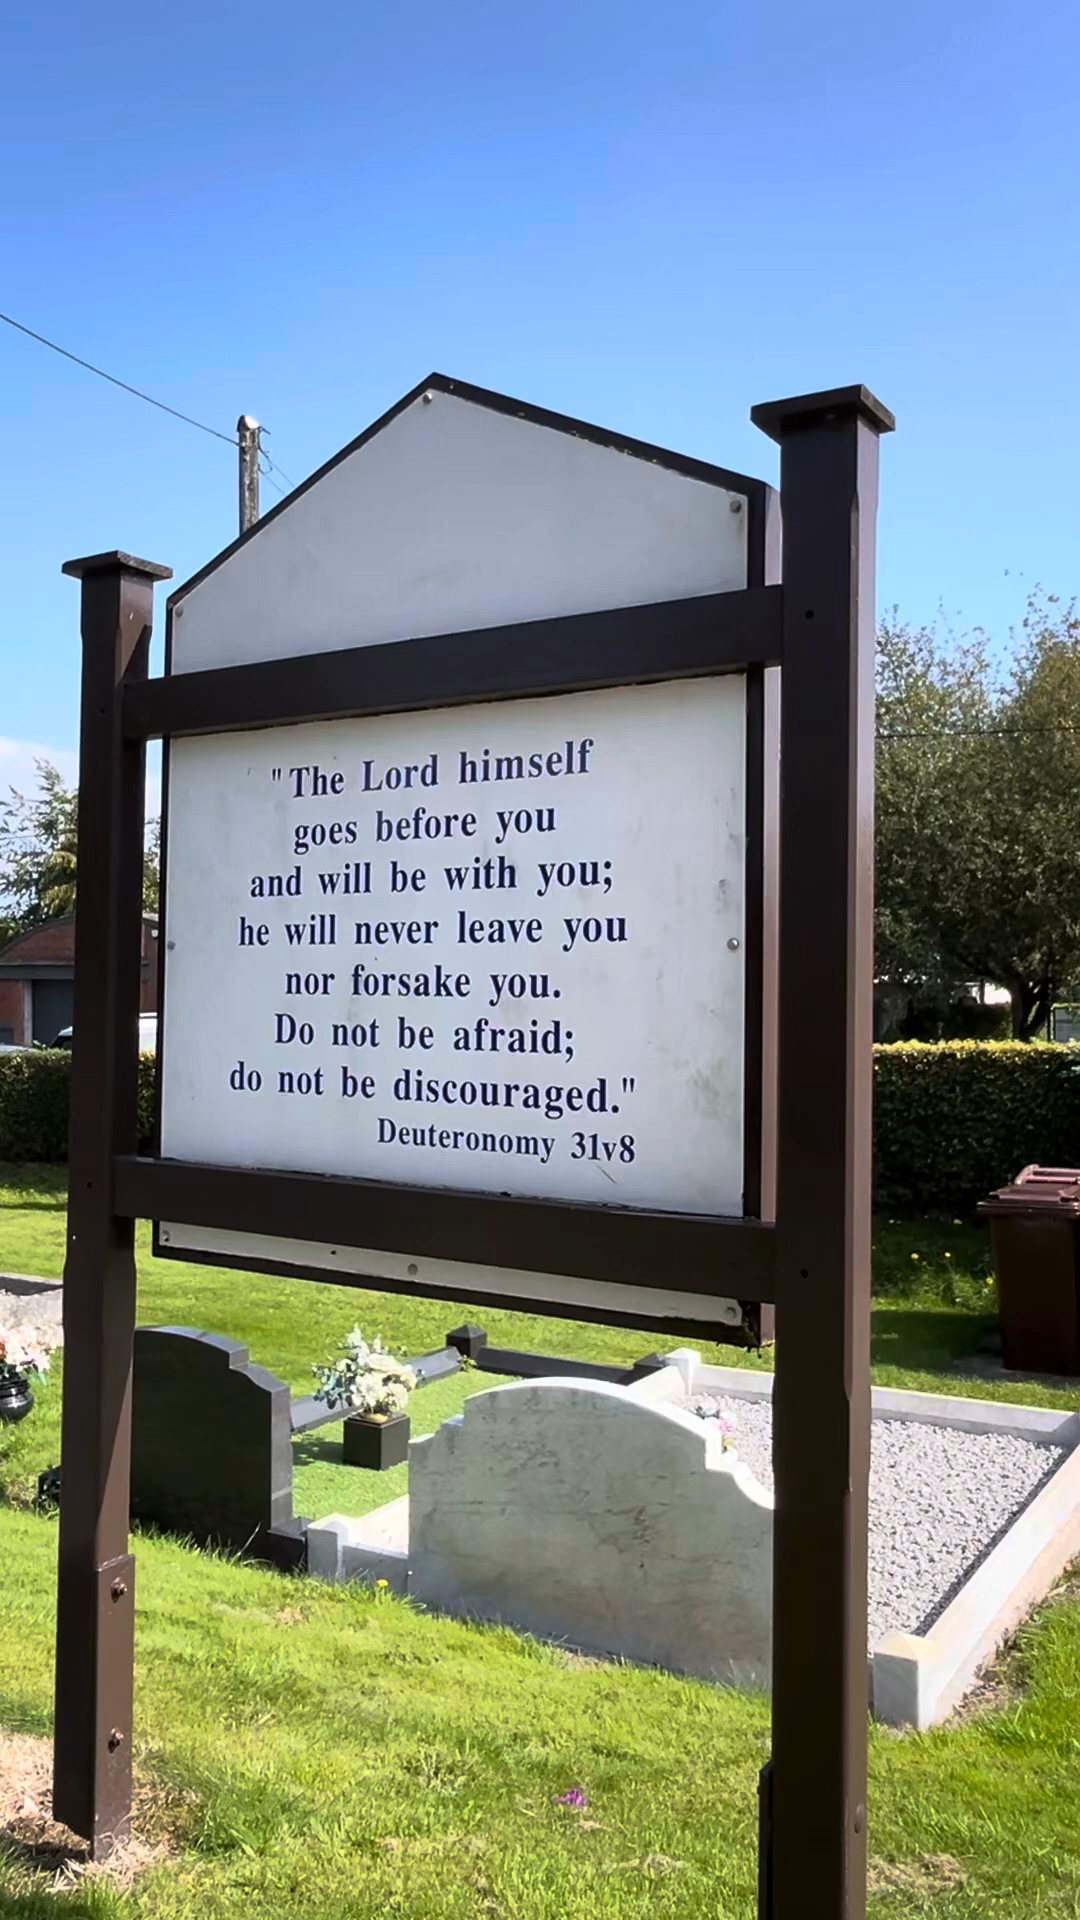 "The Lord himself
goes before you
and will be with you;
he will never leave you
nor forsake you.
Do not be afraid;
do not be discouraged."
Deuteronomy 31v8